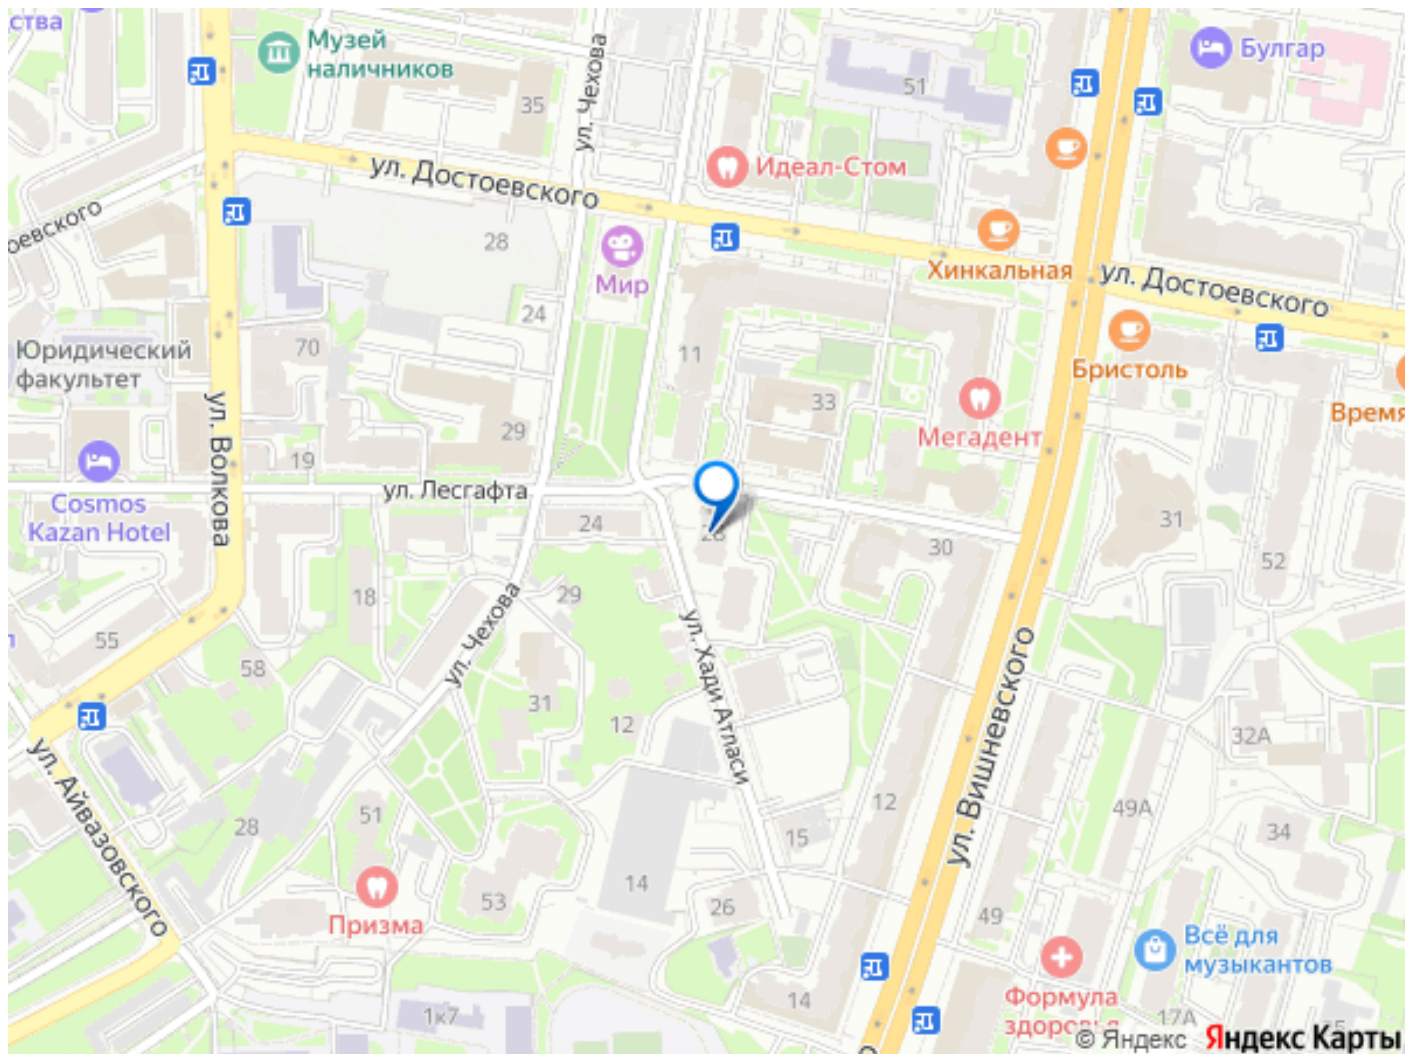 ства
Музей
наличников
ул. Чехова
35
51
Булгар
Идеал-Стом
ул. Достоевского
28
Мир
24
Хинкальная
ул. Достоевского
Юридический
факультет
70
11
Бристоль
33
Мегадент
Время
ул. Волкова
29
19
Cosmos
Kazan Hotel
ул. Лесгафта
24
30
31
52
18
29
ул. Чехова
ул. Хади Атласи
55
58
31
12
ул. Вишневского
32А
ул. Айвазовского
28
51
12
15
49А
34
14
53
26
49
Призма
Всё для
музыкантов
Формула
14
1к7
17А
© Яндекс
Яндекс Карты